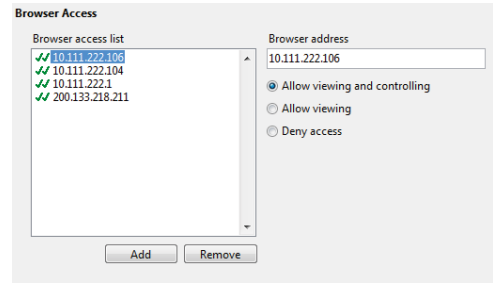 Browser Access
Browser access list
10.111.222.106
10.111.222.104
10.111.222.1
200.133.218.211
Add
Remove
Browser address
10.111.222.106
Allow viewing and controlling
Allow viewing
Deny access